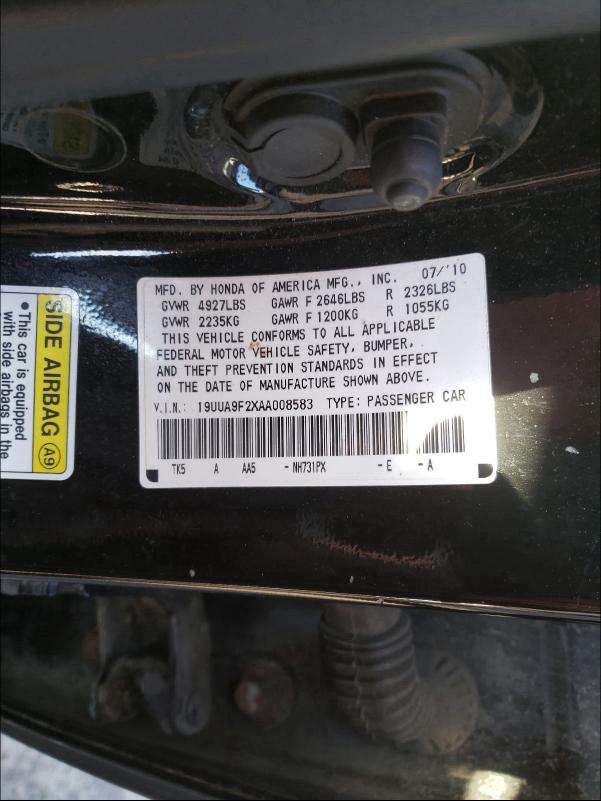 MFD. BY HONDA OF AMERICA MFG., INC. 07/'10
GVWR 4927LBS GAWR F 2646LBS R 2326LBS
GVWR 2235KG GAWR F 1200KG R 1055KG
THIS VEHICLE CONFORMS TO ALL APPLICABLE
FEDERAL MOTOR VEHICLE SAFETY, BUMPER,
AND THEFT PREVENTION STANDARDS IN EFFECT
ON THE DATE OF MANUFACTURE SHOWN ABOVE.
V.I.N.: 19UUA9F2XAA008583 TYPE: PASSENGER CAR
TK5 A AA5 -NH731PX -E -A
SIDE AIRBAG A9
• This car is equipped
with side airbags in the